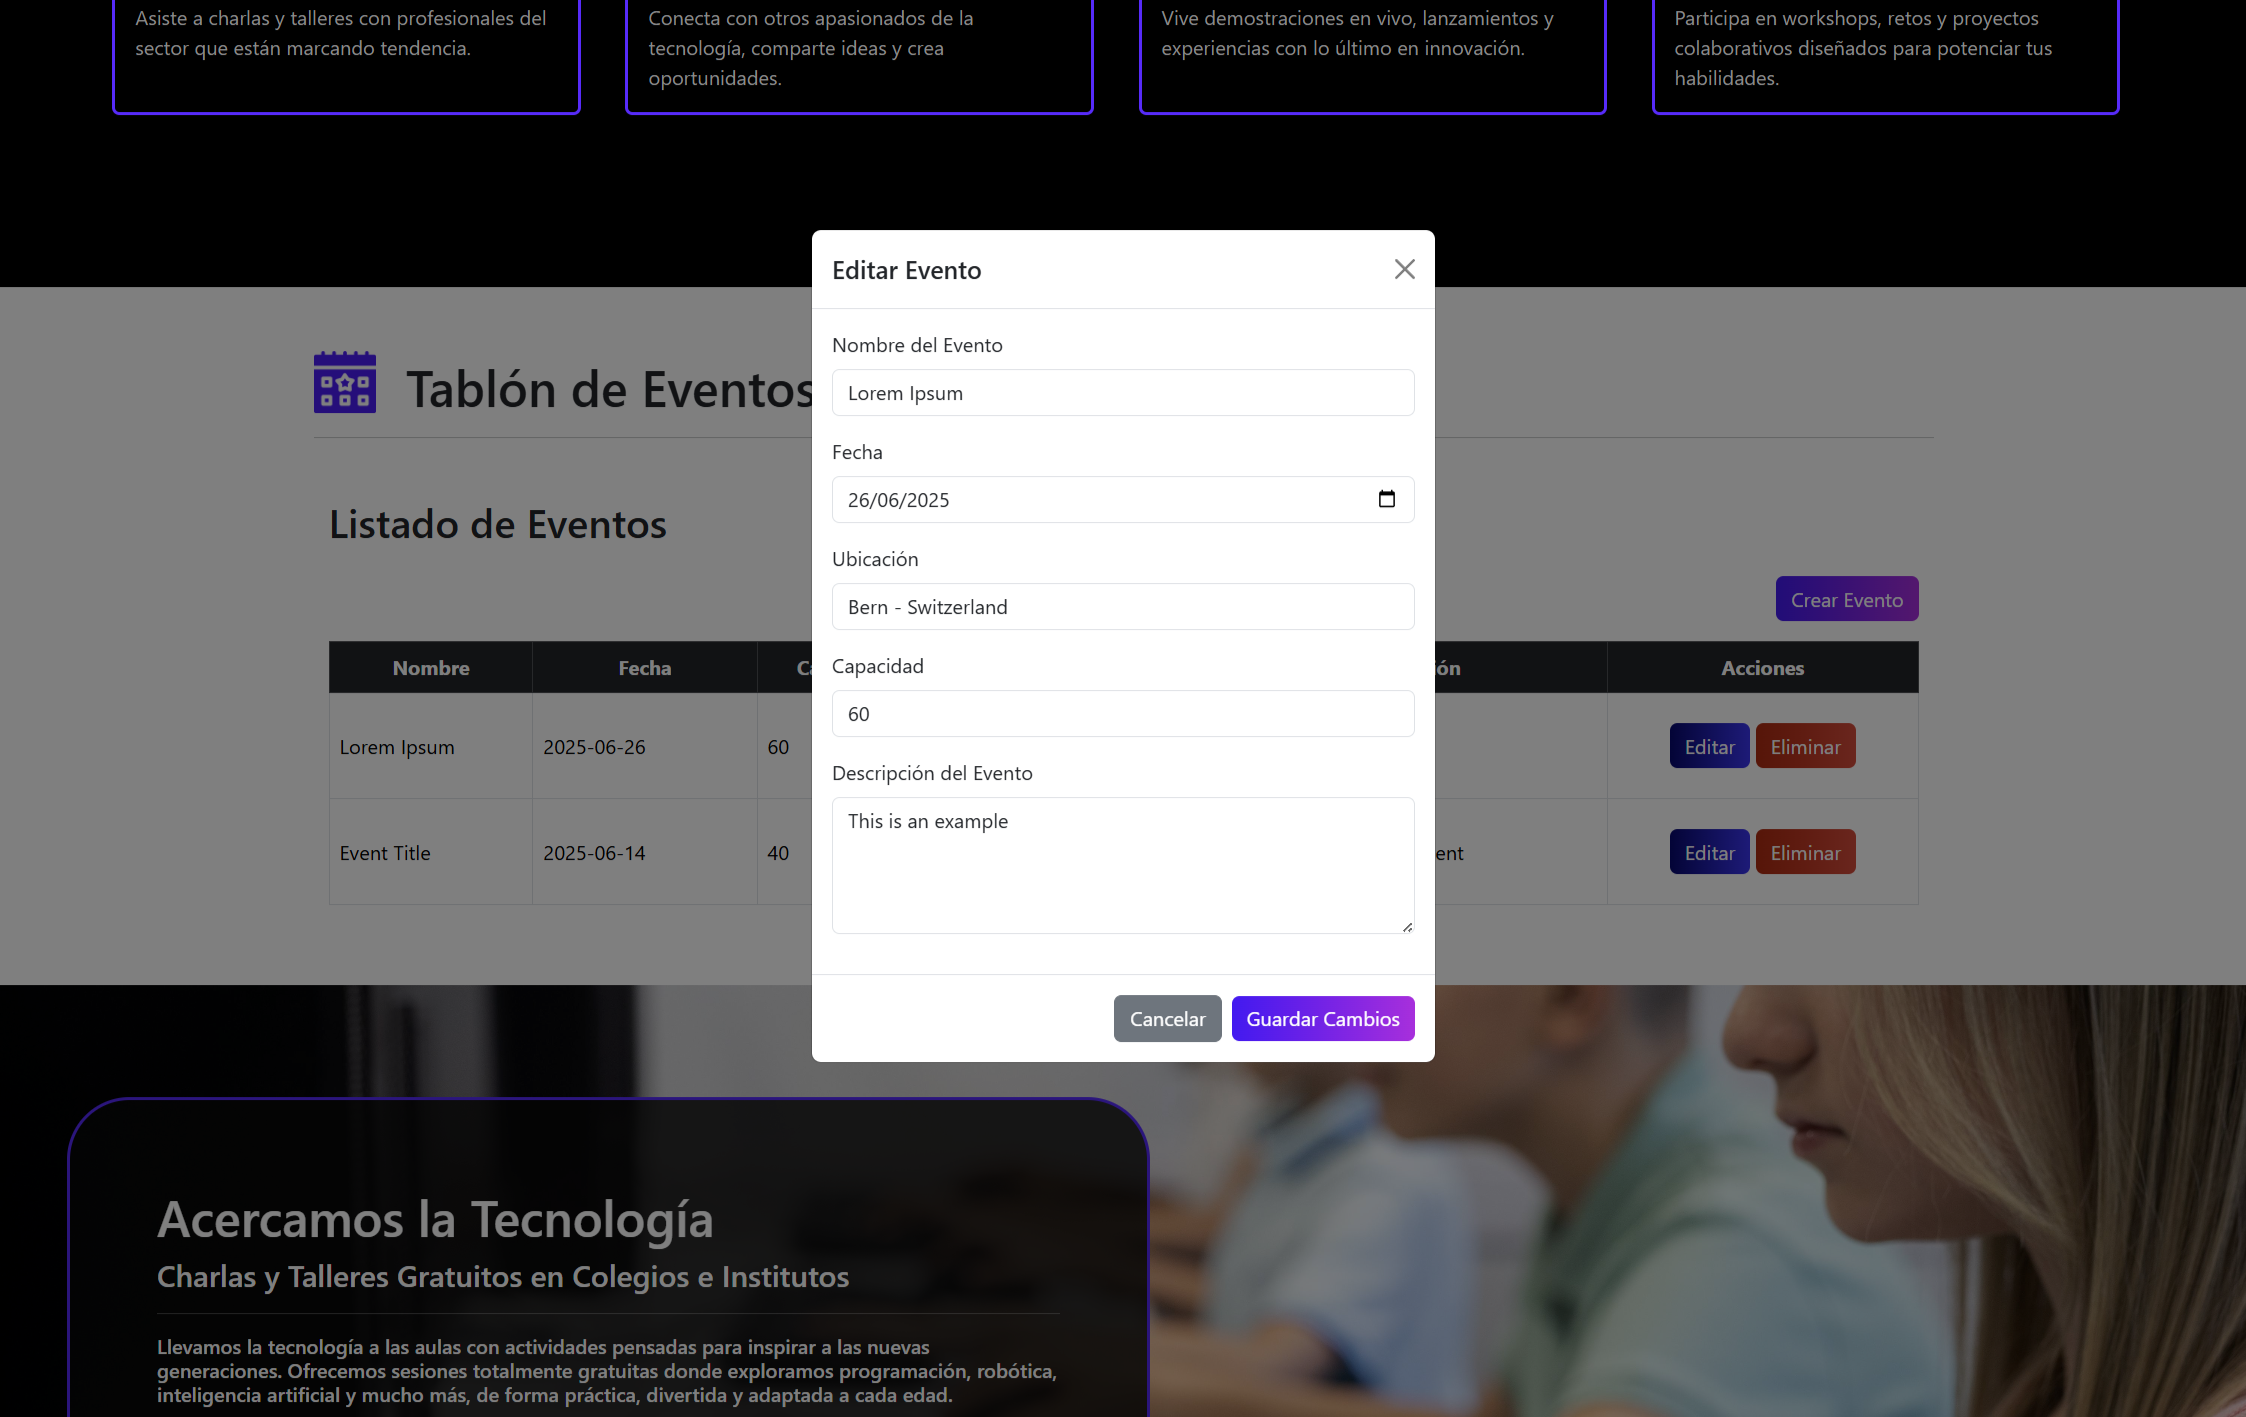 Asiste a charlas y talleres con profesionales del
sector que están marcando tendencia.
Conecta con otros apasionados de la
tecnología, comparte ideas y crea
oportunidades.
Vive demostraciones en vivo, lanzamientos y
experiencias con lo último en innovación.
Participa en workshops, retos y proyectos
colaborativos diseñados para potenciar tus
habilidades.
Editar Evento
Nombre del Evento
Lorem Ipsum
Fecha
26/06/2025
Ubicación
Bern - Switzerland
Capacidad
60
Descripción del Evento
This is an example
Cancelar
Guardar Cambios
Tablón de Eventos
Listado de Eventos
Crear Evento
Nombre
Fecha
Acciones
Lorem Ipsum
2025-06-26
60
Editar
Eliminar
Event Title
2025-06-14
40
Editar
Eliminar
Acercamos la Tecnología
Charlas y Talleres Gratuitos en Colegios e Institutos
Llevamos la tecnología a las aulas con actividades pensadas para inspirar a las nuevas
generaciones. Ofrecemos sesiones totalmente gratuitas donde exploramos programación, robótica,
inteligencia artificial y mucho más, de forma práctica, divertida y adaptada a cada edad.